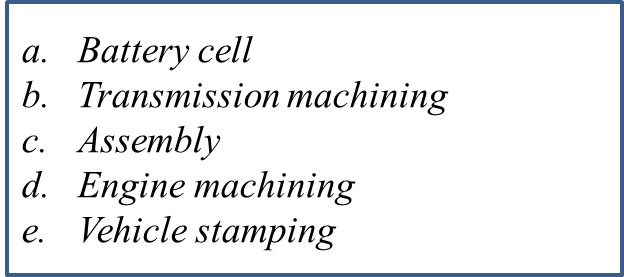 a. Battery cell
b. Transmission machining
c. Assembly
d. Engine machining
e. Vehicle stamping